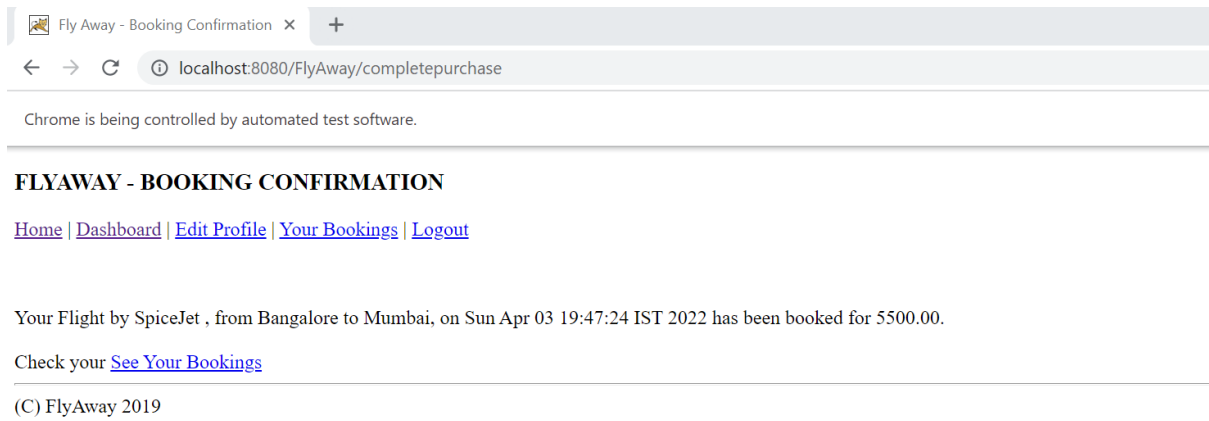 Fly Away - Booking Confirmation
localhost:8080/FlyAway/completepurchase
Chrome is being controlled by automated test software.
FLYAWAY - BOOKING CONFIRMATION
Home | Dashboard | Edit Profile | Your Bookings | Logout
Your Flight by SpiceJet , from Bangalore to Mumbai, on Sun Apr 03 19:47:24 IST 2022 has been booked for 5500.00.
Check your See Your Bookings
(C) FlyAway 2019